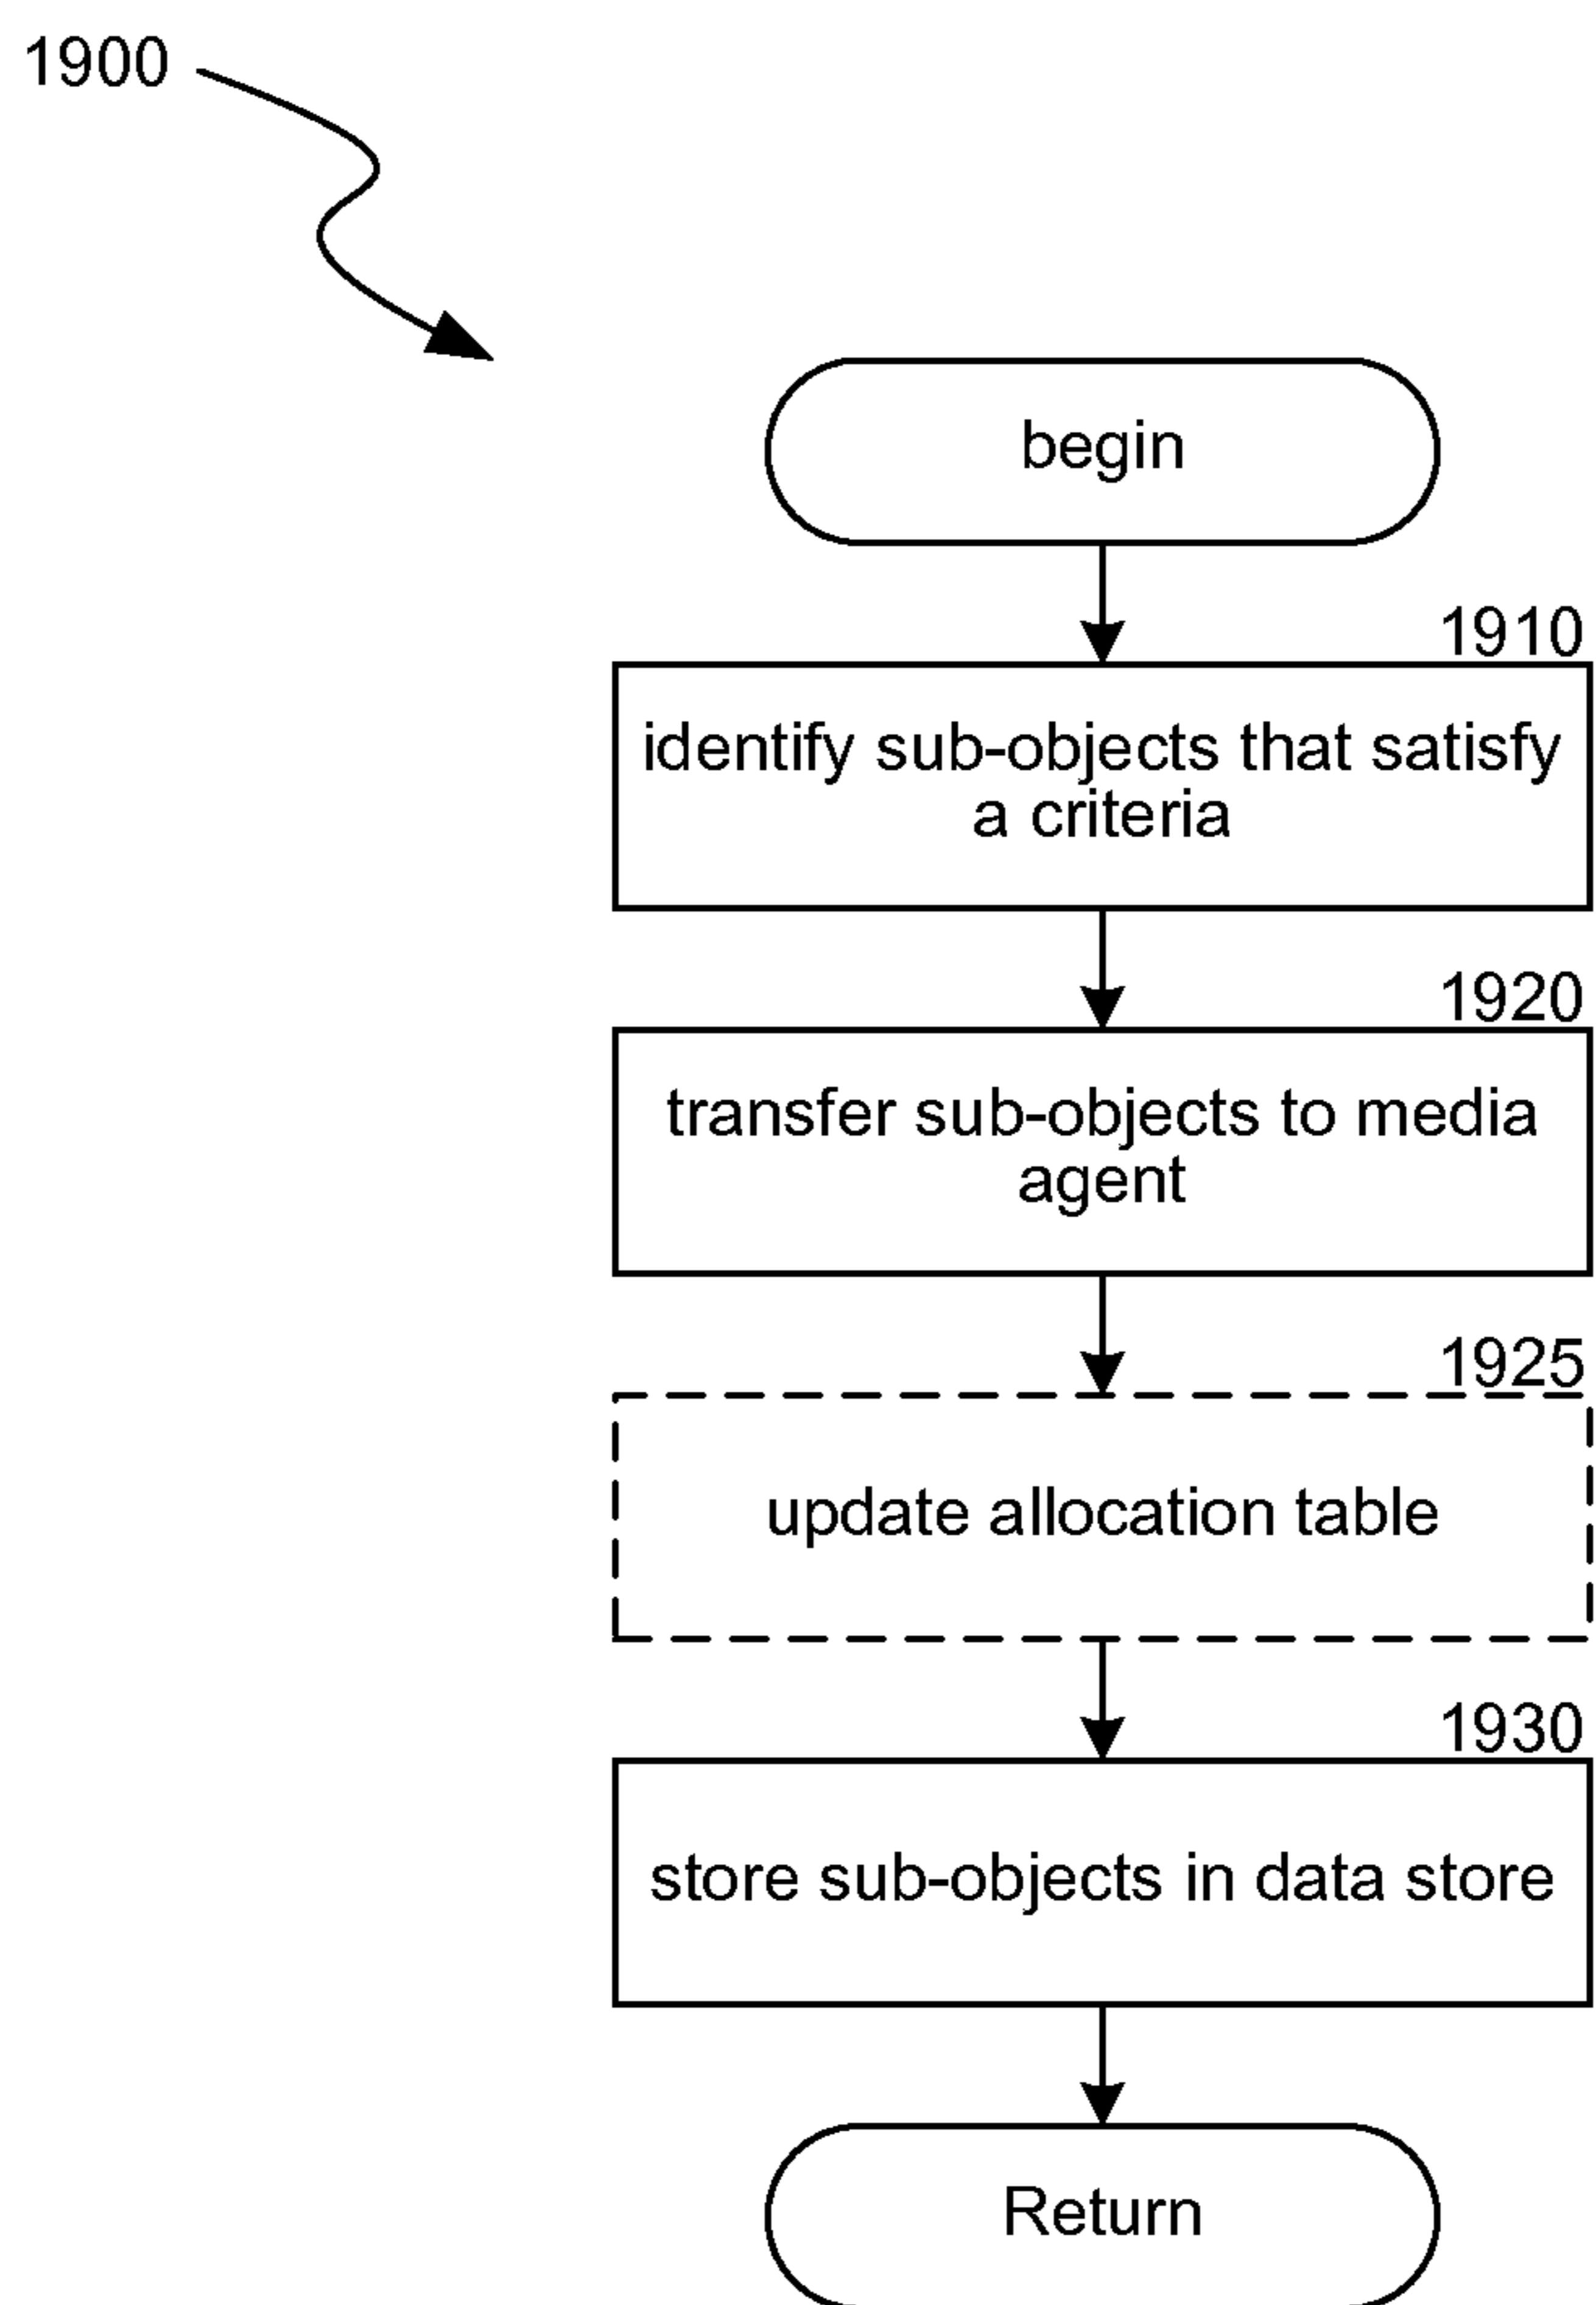 1900
begin
1910
identify sub-objects that satisfy
a criteria
1920
transfer sub-objects to media
agent
1925
update allocation table
1930
store sub-objects in data store
Return